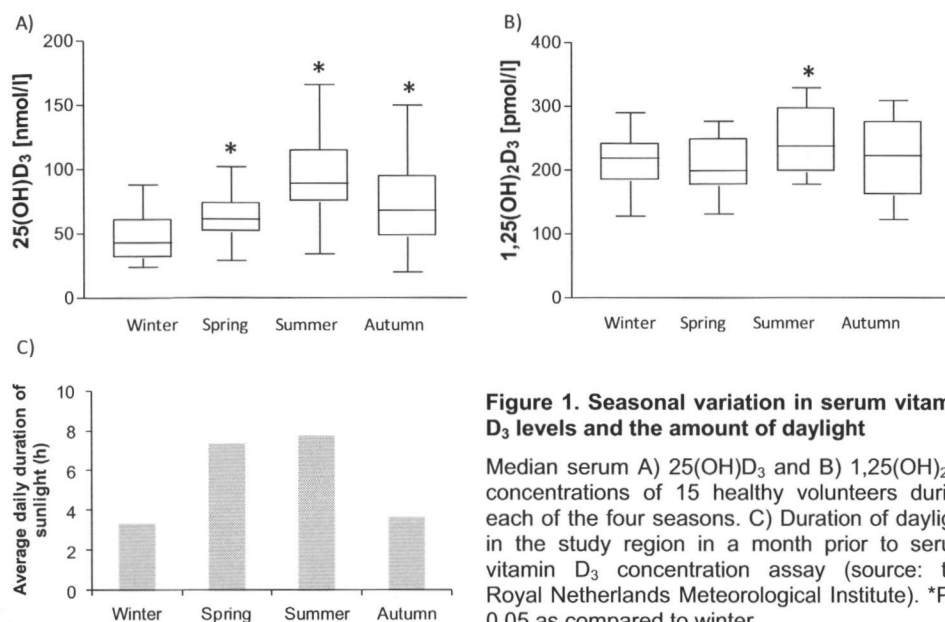 A)
200
150
100
50
0
25(OH)D₃ [nmol/l]
*
*
*
Winter Spring Summer Autumn
B)
400
300
200
100
0
1,25(OH)₂D₃ [pmol/l]
*
Winter Spring Summer Autumn
C)
10
8
6
4
2
0
Average daily duration of
sunlight (h)
Winter Spring Summer Autumn
Figure 1. Seasonal variation in serum vitam
D₃ levels and the amount of daylight
Median serum A) 25(OH)D₃ and B) 1,25(OH)₂
concentrations of 15 healthy volunteers duri
each of the four seasons. C) Duration of daylig
in the study region in a month prior to seru
vitamin D₃ concentration assay (source: t
Royal Netherlands Meteorological Institute). *P
0.05 as compared to winter